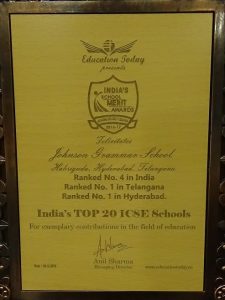 Education Today
presents
INDIA'S
SCHOOL
MERIT
AWARDS
Felicitates
Johnson Grammar School
Habsiguda, Hyderabad, Telangana
Ranked No. 4 in India
Ranked No. 1 in Telangana
Ranked No. 1 in Hyderabad.
India's TOP 20 ICSE Schools
For exemplary contributions in the field of education
Anil Sharma
Managing Director
www.educationtoday.co